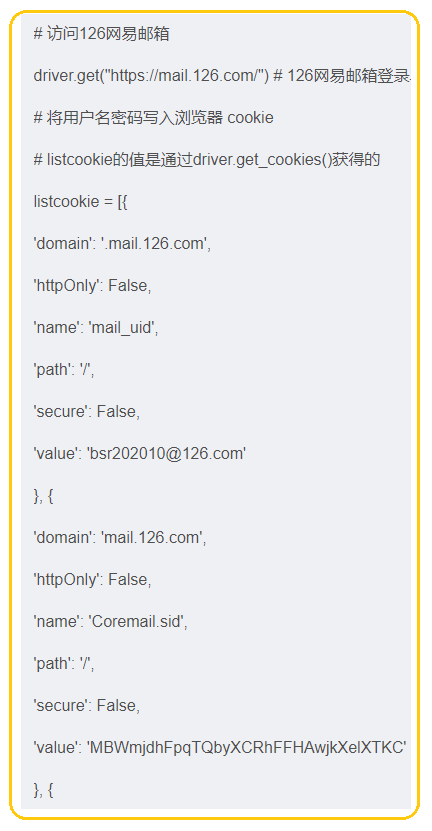 # 访问126网易邮箱
driver.get("https://mail.126.com/") # 126网易邮箱登录
# 将用户名密码写入浏览器 cookie
# listcookie的值是通过driver.get_cookies()获得的
listcookie = [{
'domain': '.mail.126.com',
'httpOnly': False,
'name': 'mail_uid',
'path': '/',
'secure': False,
'value': 'bsr202010@126.com'
}, {
'domain': 'mail.126.com',
'httpOnly': False,
'name': 'Coremail.sid',
'path': '/',
'secure': False,
'value': 'MBWmjdhFpqTQbyXCRhFFHAwjkXelXTKC'
}, {